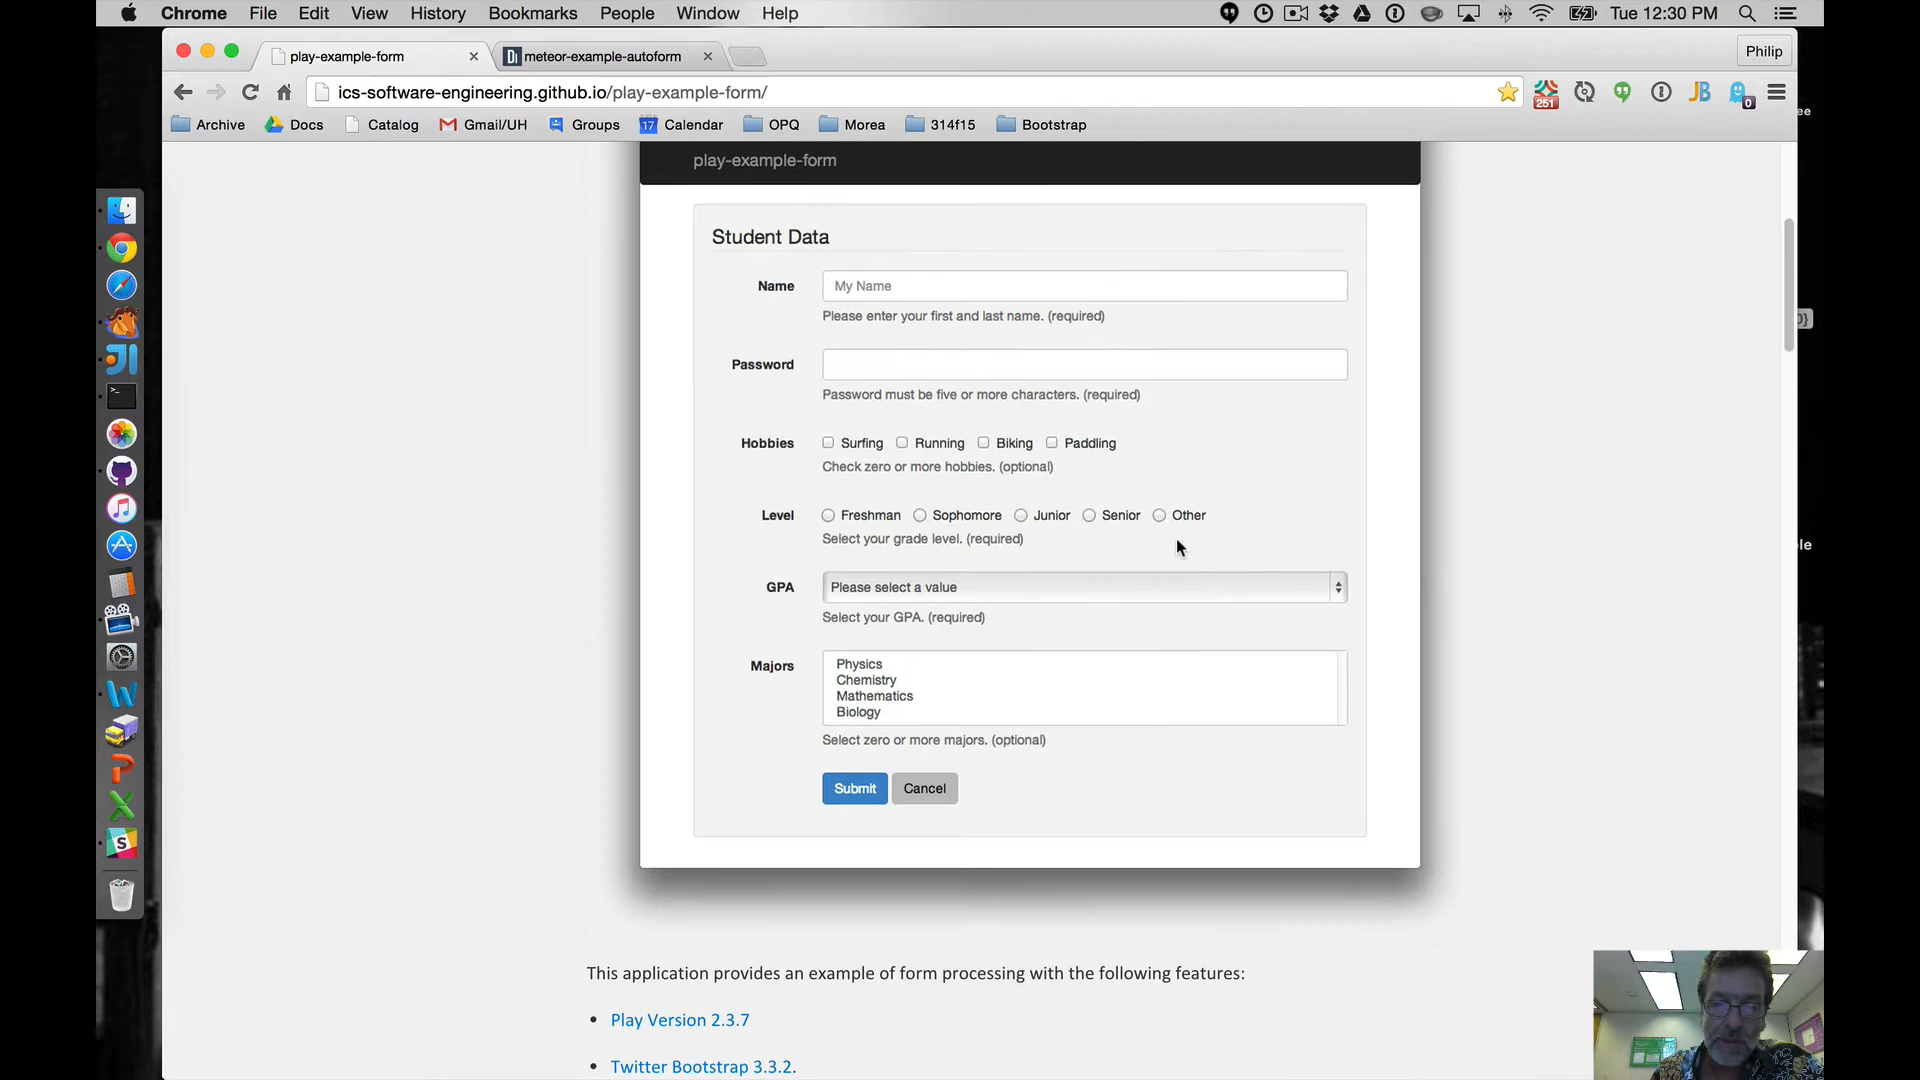 Chrome File Edit View History Bookmarks People Window Help Tue 12:30 PM
play-example-form meteor-example-autoform Philip
ics-software-engineering.github.io/play-example-form/ 251 0
Archive Docs Catalog Gmail/UH 17 Calendar Groups OPQ Morea 314f15 Bootstrap
play-example-form
Student Data
Name My Name
Please enter your first and last name. (required)
Password
Password must be five or more characters. (required)
Hobbies Surfing Running Biking Paddling
Check zero or more hobbies. (optional)
Level Freshman Sophomore Junior Senior Other
Select your grade level. (required)
GPA Please select a value
Select your GPA. (required)
Majors Physics
Chemistry
Mathematics
Biology
Select zero or more majors. (optional)
Submit Cancel
This application provides an example of form processing with the following features:
• Play Version 2.3.7
• Twitter Bootstrap 3.3.2.